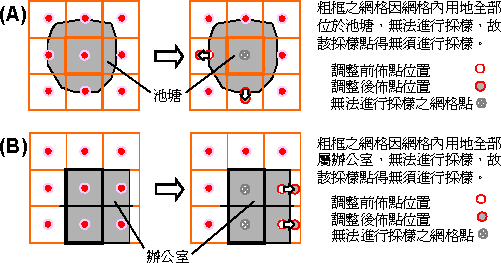 (A)
池塘
粗框之網格因網格內用地全部
位於池塘，無法進行採樣，故
該採樣點得無須進行採樣。
調整前佈點位置
調整後佈點位置
無法進行採樣之網格點
(B)
辦公室
粗框之網格因網格內用地全部
屬辦公室，無法進行採樣，故
該採樣點得無須進行採樣。
調整前佈點位置
調整後佈點位置
無法進行採樣之網格點